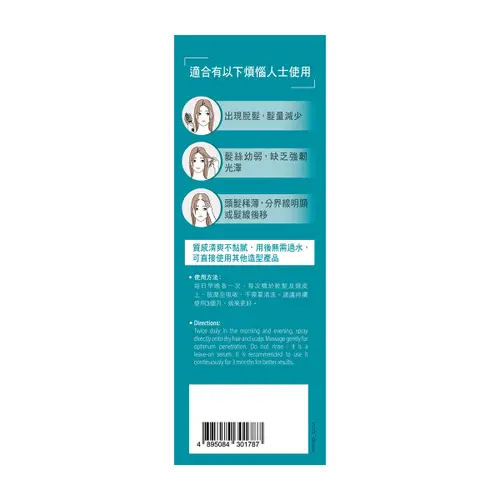 適合有以下煩惱人士使用
出現脫髮，髮量減少
髮絲幼弱，缺乏強韌
光澤
頭髮稀薄，分界線明顯
或髮線後移
質感清爽不黏膩，用後無需過水，
可直接使用其他造型產品
• 使用方法：
每日早晚各一次，每次噴於乾髮及頭皮
上，按摩至吸收，不需要清洗。建議持續
使用3個月，效果更好。
• Directions:
Twice daily in the morning and evening, spray
directly onto dry hair and scalp. Massage gently for
optimum penetration. Do not rinse - it is a
leave-on serum. It is recommended to use it
continuously for 3 months for better results.
4 895084 301787